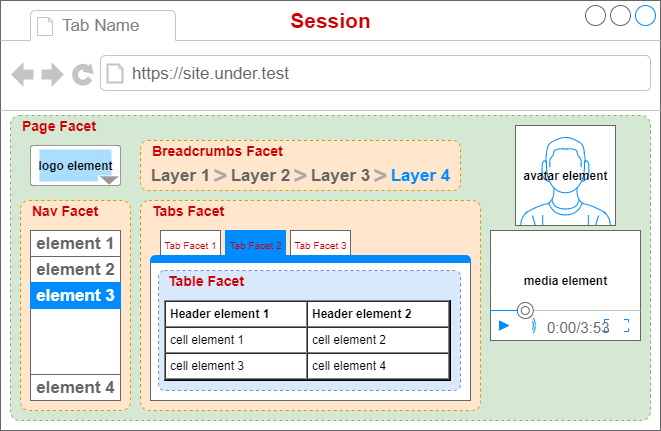 Tab Name
Session
https://site.under.test
Page Facet
logo element
Breadcrumbs Facet
Layer 1 > Layer 2 > Layer 3 > Layer 4
avatar element
Nav Facet
element 1
element 2
element 3
element 4
Tabs Facet
Tab Facet 1
Tab Facet 2
Tab Facet 3
Table Facet
Header element 1 Header element 2
cell element 1 cell element 2
cell element 3 cell element 4
media element
0:00/3:53